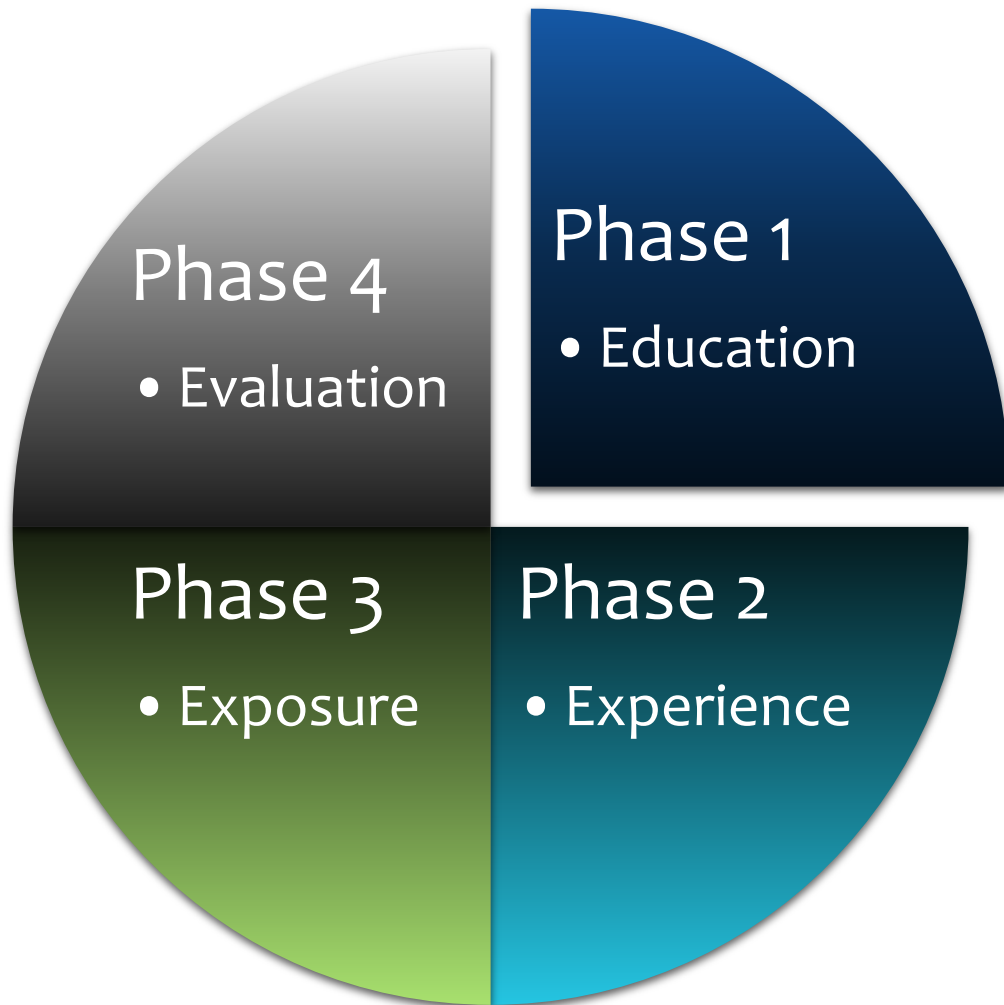 Phase 1
• Education
Phase 2
• Experience
Phase 3
• Exposure
Phase 4
• Evaluation